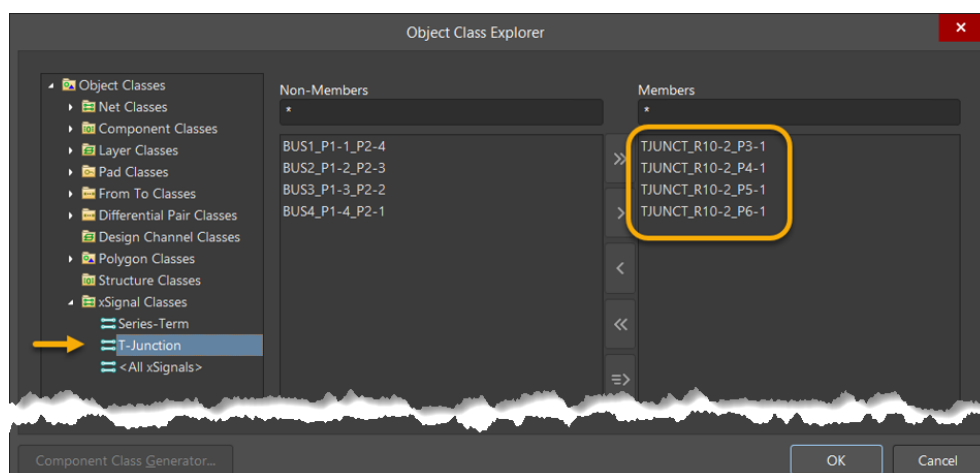 Object Class Explorer
Object Classes
Net Classes
Component Classes
Layer Classes
Pad Classes
From To Classes
Differential Pair Classes
Design Channel Classes
Polygon Classes
Structure Classes
xSignal Classes
Series-Term
T-Junction
<All xSignals>
Non-Members
*
BUS1_P1-1_P2-4
BUS2_P1-2_P2-3
BUS3_P1-3_P2-2
BUS4_P1-4_P2-1
Members
*
TJUNCT_R10-2_P3-1
TJUNCT_R10-2_P4-1
TJUNCT_R10-2_P5-1
TJUNCT_R10-2_P6-1
Component Class Generator...
OK
Cancel